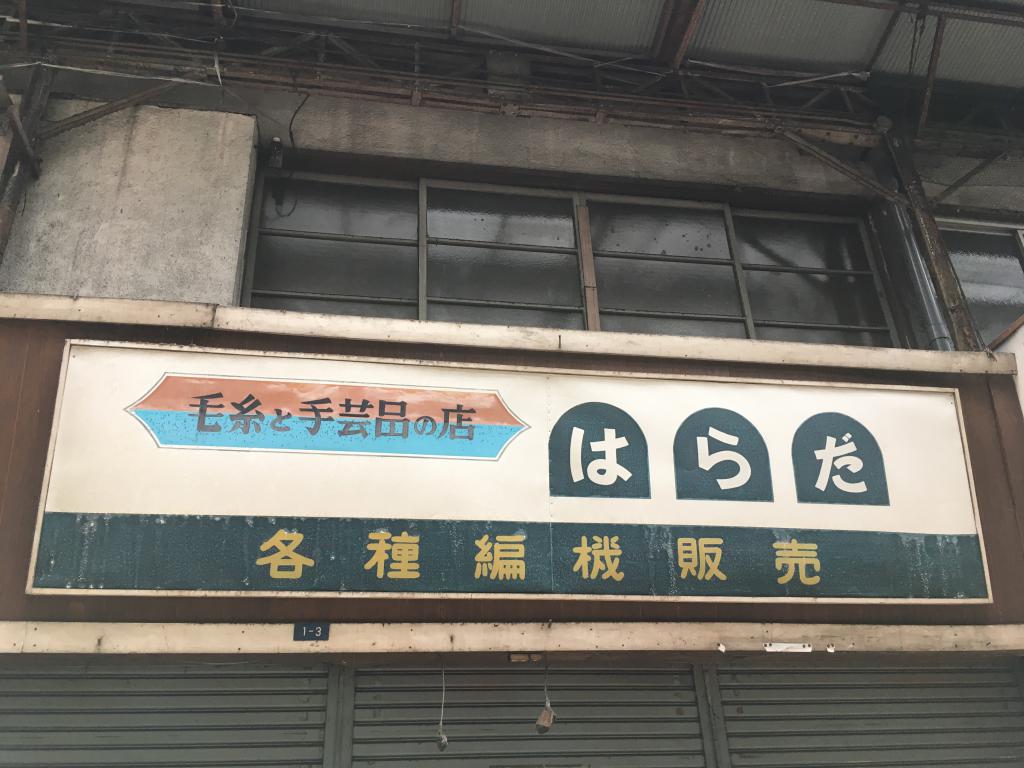 毛糸と手芸品の店
はらだ
各種編機販売
1-3